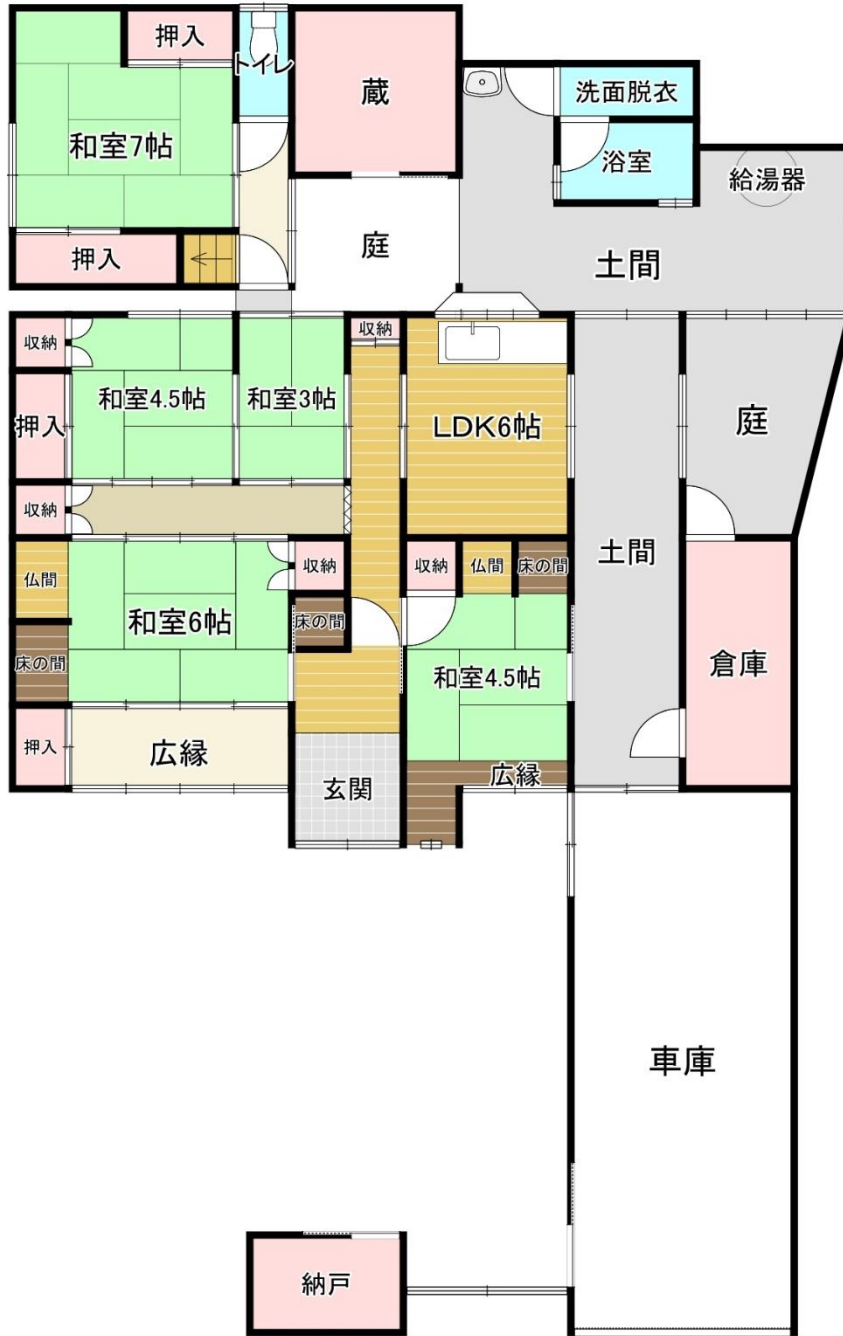 押入
トイレ
蔵
洗面脱衣
和室7帖
浴室
給湯器
押入
庭
土間
収納
収納
和室4.5帖
和室3帖
LDK6帖
庭
押入
収納
土間
仏間
収納
収納
仏間
床の間
和室6帖
床の間
床の間
和室4.5帖
倉庫
押入
広縁
広縁
玄関
車庫
納戸